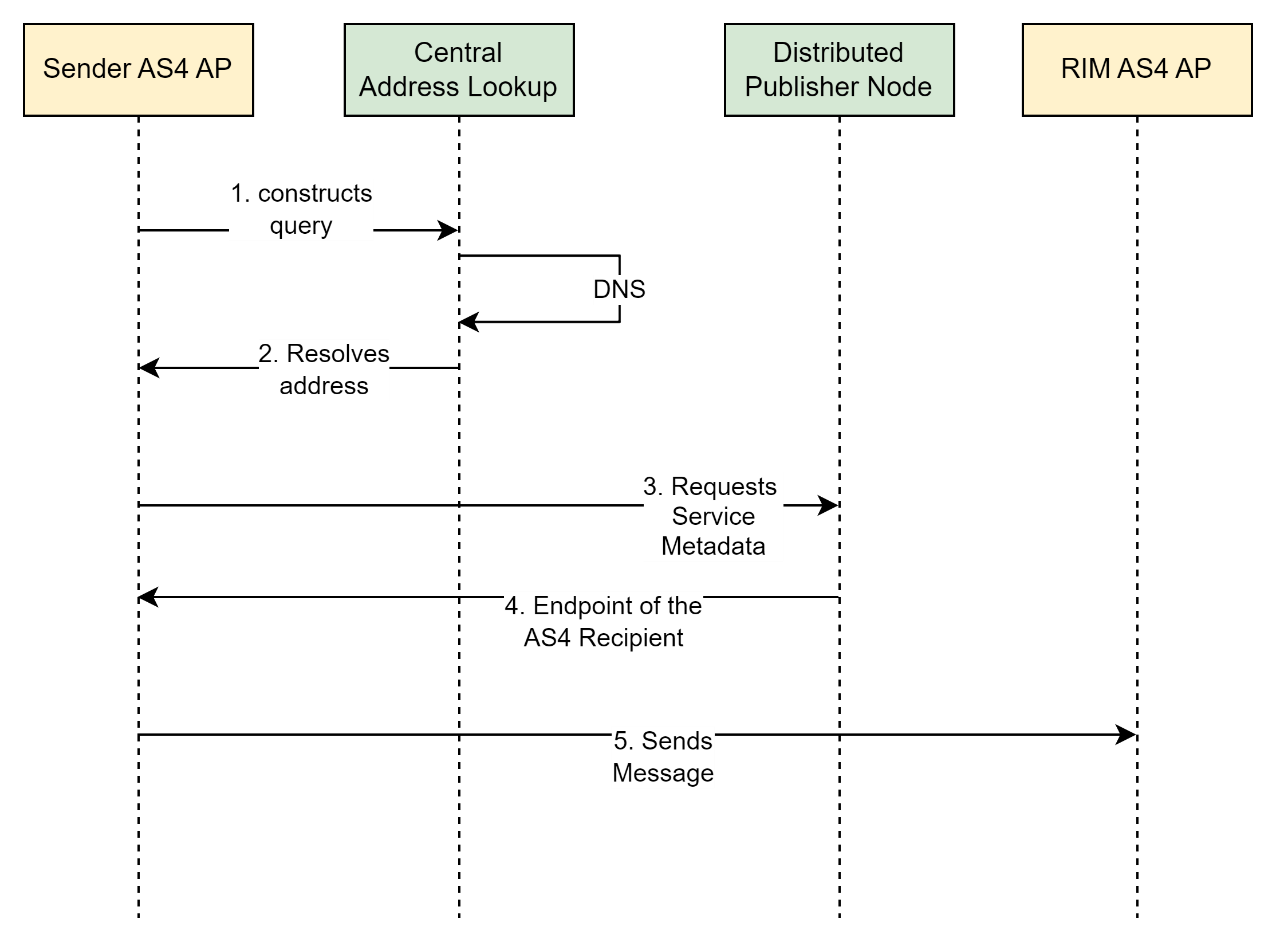 Sender AS4 AP
Central
Address Lookup
Distributed
Publisher Node
RIM AS4 AP
1. constructs
query
DNS
2. Resolves
address
3. Requests
Service
Metadata
4. Endpoint of the
AS4 Recipient
5. Sends
Message